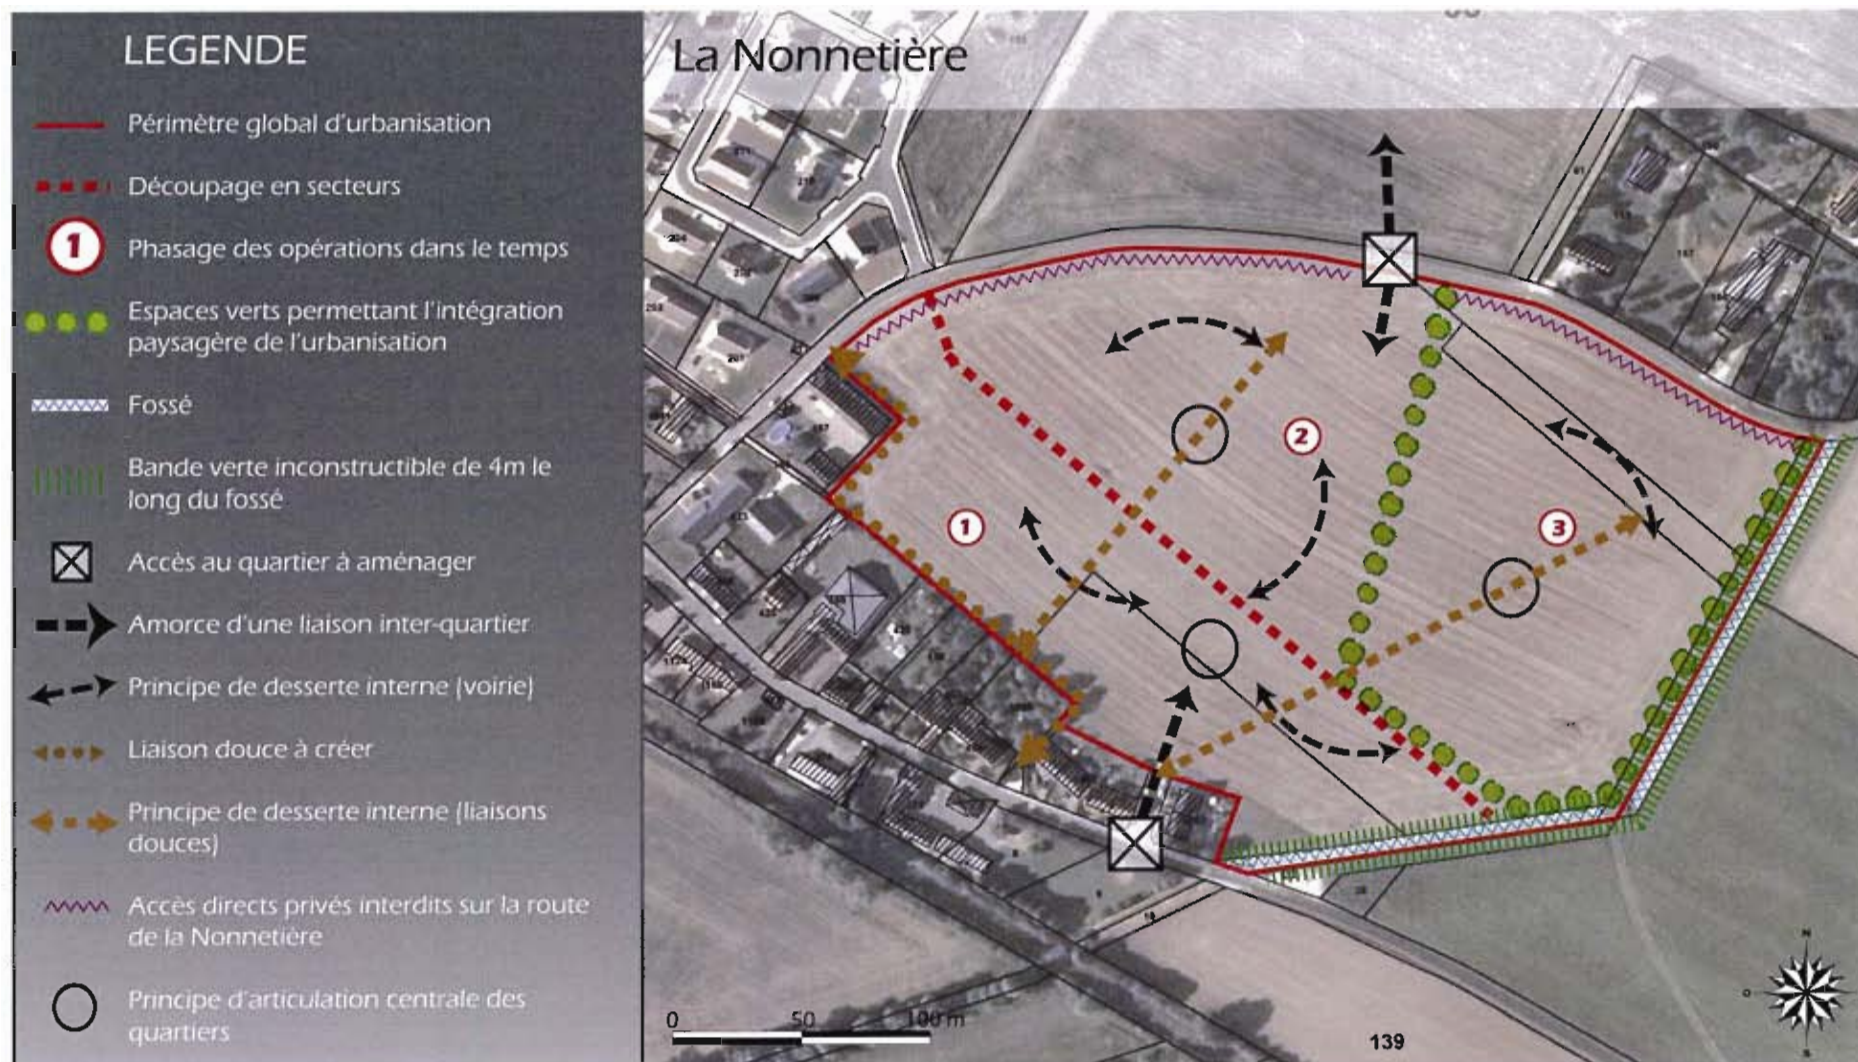 LEGENDE
Périmètre global d'urbanisation
Découpage en secteurs
1
Phasage des opérations dans le temps
Espaces verts permettant l'intégration
paysagère de l'urbanisation
Fossé
Bande verte inconstructible de 4m le
long du fossé
Accès au quartier à aménager
Amorce d'une liaison inter-quartier
Principe de desserte interne (voirie)
Liaison douce à créer
Principe de desserte interne (liaisons
douces)
Accès directs privés interdits sur la route
de la Nonnetière
Principe d'articulation centrale des
quartiers
La Nonnetière
2
1
3
0 50 100 m
139
N
O